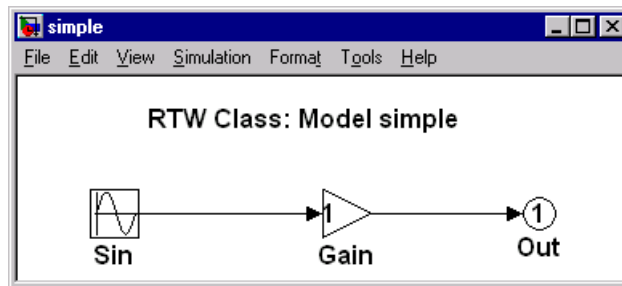 simple
File Edit View Simulation Format Tools Help
RTW Class: Model simple
1 1
Sin Gain Out